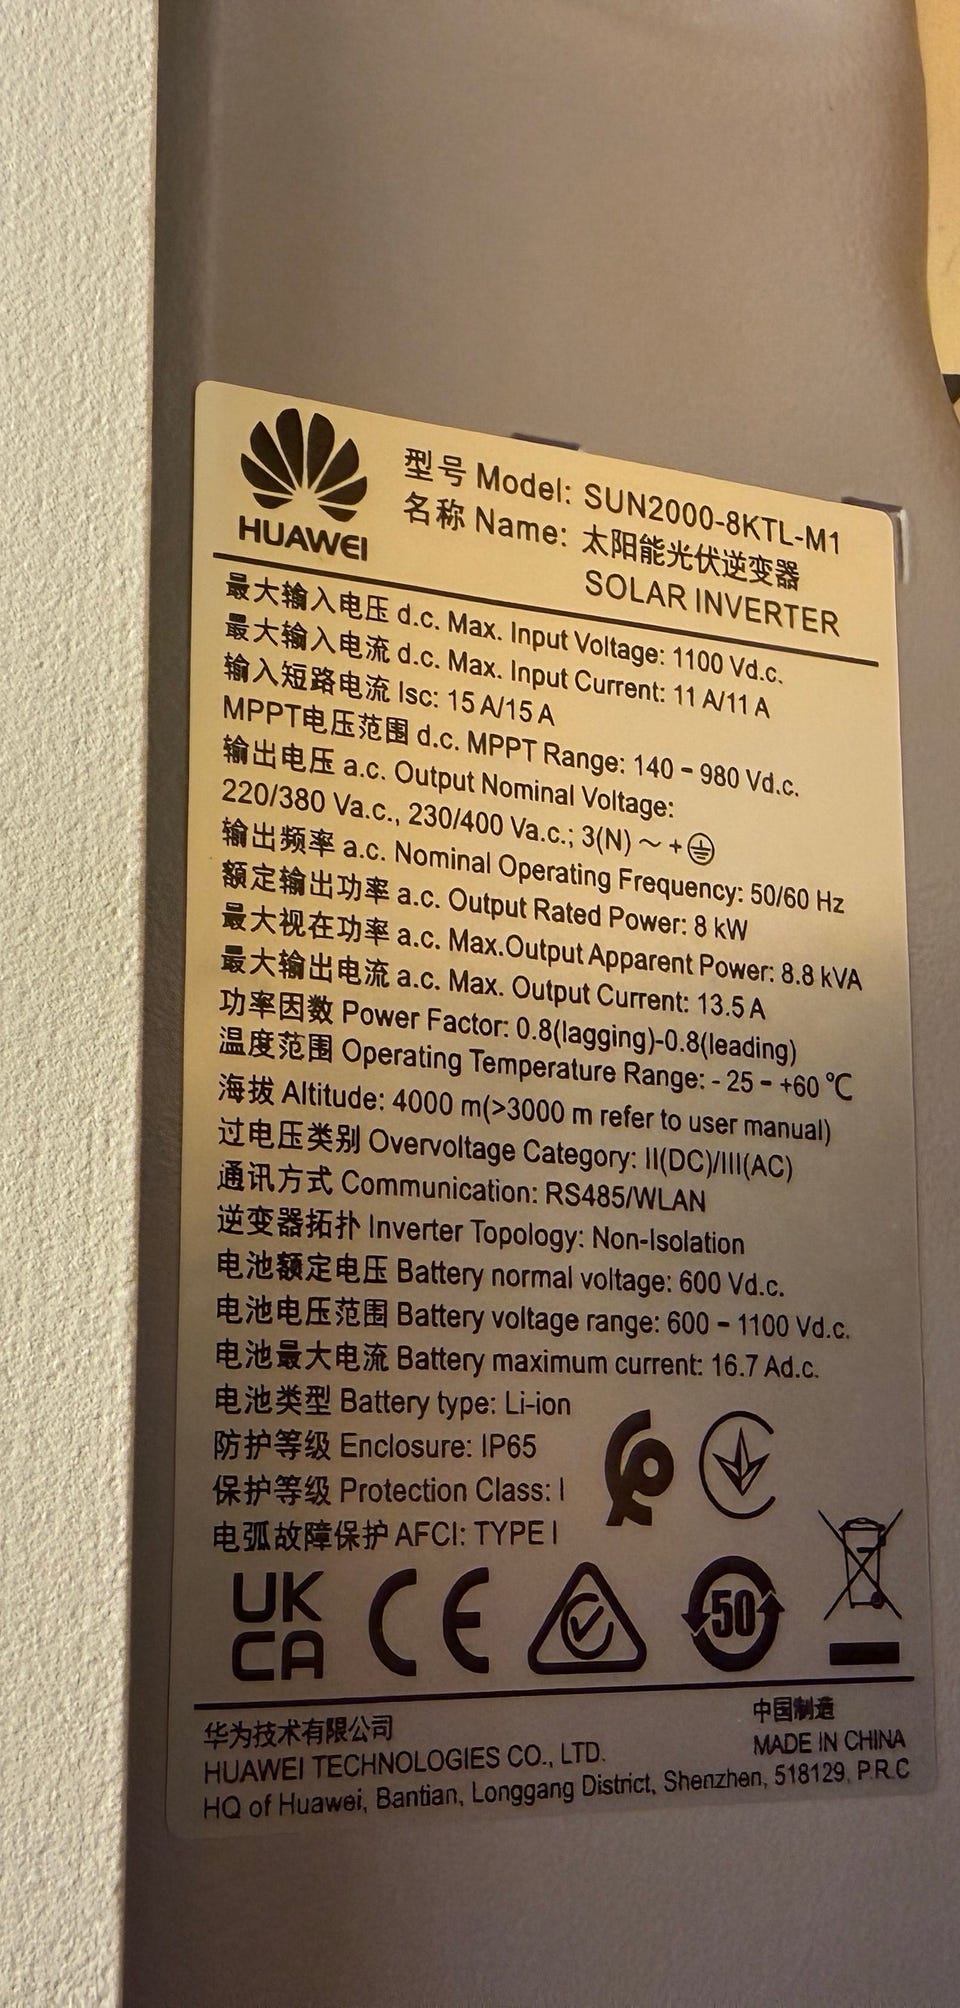 HUAWEI
型号 Model: SUN2000-8KTL-M1
名称 Name: 太阳能光伏逆变器
SOLAR INVERTER
最大输入电压 d.c. Max. Input Voltage: 1100 Vd.c.
最大输入电流 d.c. Max. Input Current: 11 A/11 A
输入短路电流 Isc: 15 A/15 A
MPPT电压范围 d.c. MPPT Range: 140 - 980 Vd.c.
输出电压 a.c. Output Nominal Voltage:
220/380 Va.c., 230/400 Va.c.; 3(N) ~ + ⏚
输出频率 a.c. Nominal Operating Frequency: 50/60 Hz
额定输出功率 a.c. Output Rated Power: 8 kW
最大视在功率 a.c. Max.Output Apparent Power: 8.8 kVA
最大输出电流 a.c. Max. Output Current: 13.5 A
功率因数 Power Factor: 0.8(lagging)-0.8(leading)
温度范围 Operating Temperature Range: - 25 - +60 ℃
海拔 Altitude: 4000 m(>3000 m refer to user manual)
过电压类别 Overvoltage Category: II(DC)/III(AC)
通讯方式 Communication: RS485/WLAN
逆变器拓扑 Inverter Topology: Non-Isolation
电池额定电压 Battery normal voltage: 600 Vd.c.
电池电压范围 Battery voltage range: 600 - 1100 Vd.c.
电池最大电流 Battery maximum current: 16.7 Ad.c.
电池类型 Battery type: Li-ion
防护等级 Enclosure: IP65
保护等级 Protection Class: I
电弧故障保护 AFCI: TYPE I
UK
CA
CE
50
华为技术有限公司
HUAWEI TECHNOLOGIES CO., LTD.
中国制造
MADE IN CHINA
HQ of Huawei, Bantian, Longgang District, Shenzhen, 518129, P.R.C